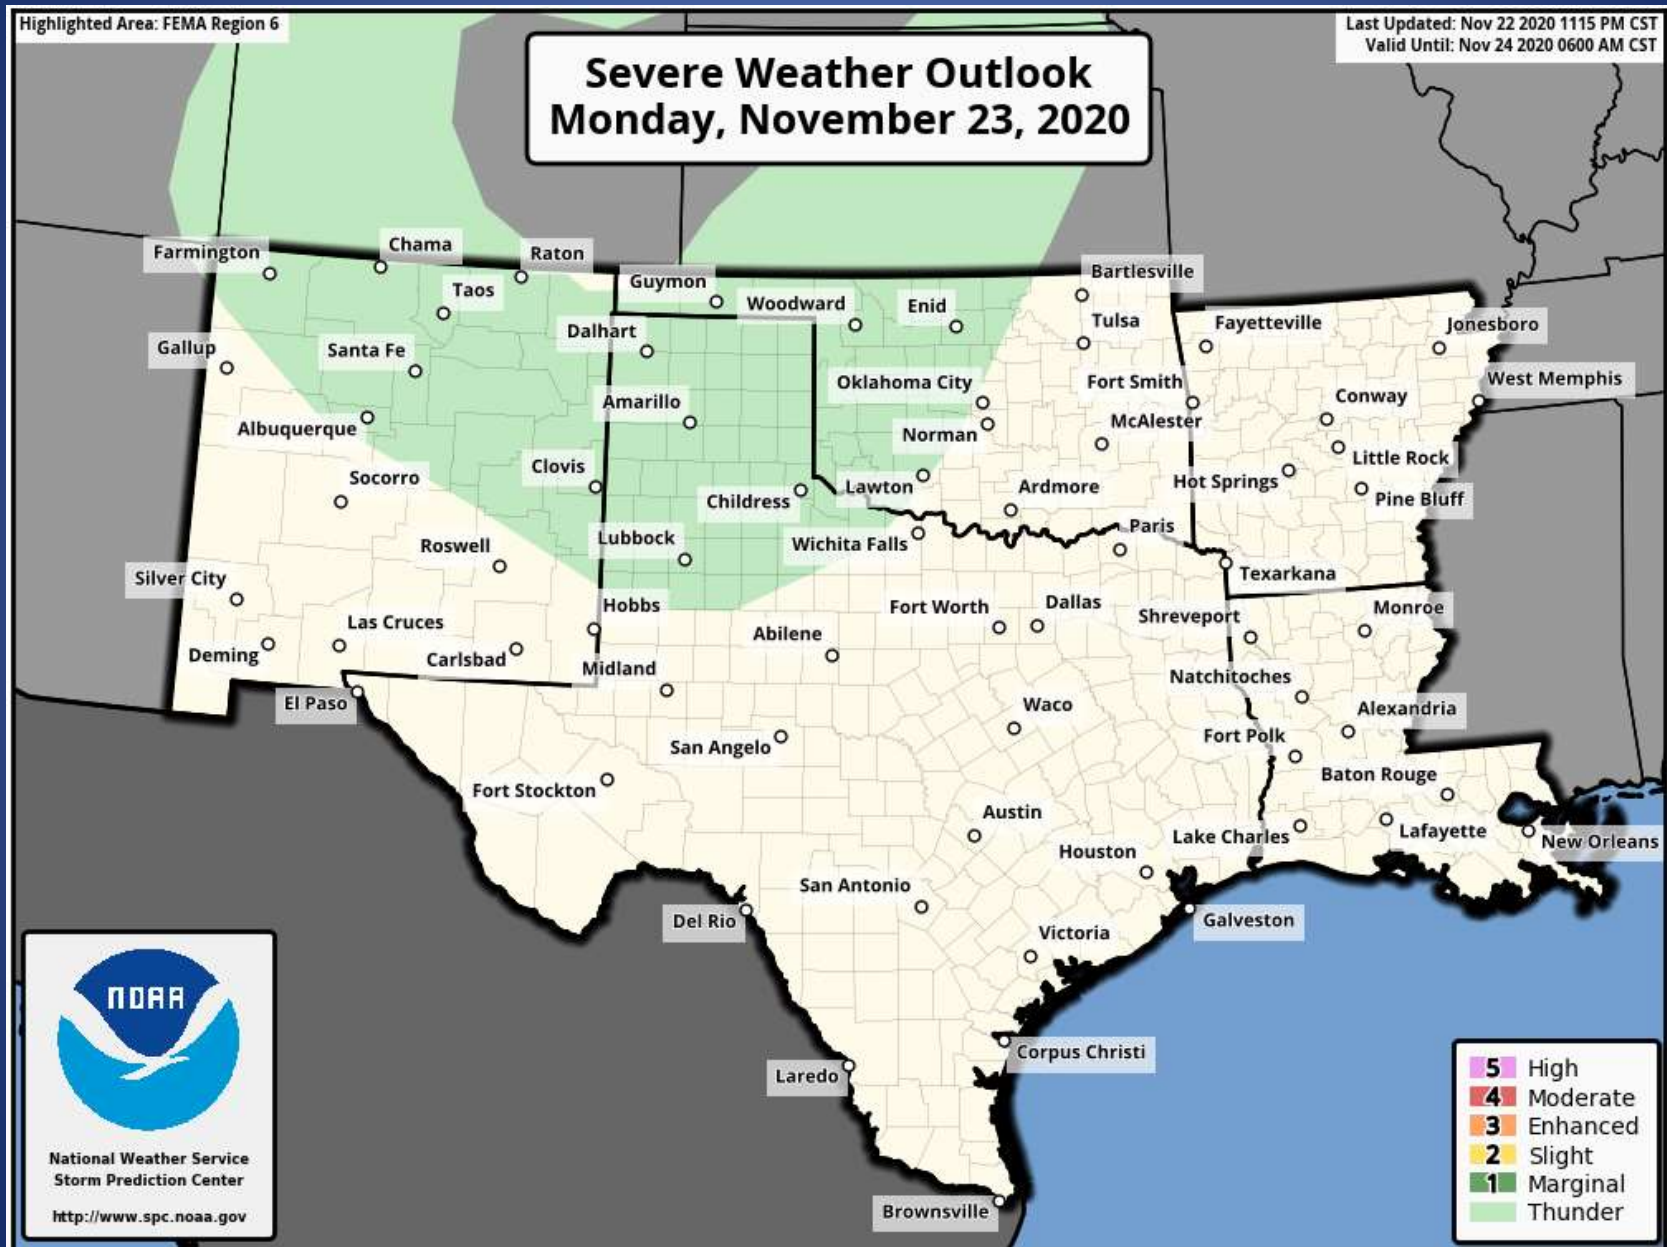 Highlighted Area: FEMA Region 6
Last Updated: Nov 22 2020 1115 PM CST
Valid Until: Nov 24 2020 0600 AM CST
Severe Weather Outlook
Monday, November 23, 2020
Farmington
Chama
Raton
Taos
Guymon
Woodward
Enid
Bartlesville
Tulsa
Fayetteville
Jonesboro
Gallup
Santa Fe
Dalhart
Oklahoma City
Fort Smith
West Memphis
Conway
Albuquerque
Amarillo
Norman
McAlester
Little Rock
Socorro
Clovis
Childress
Lawton
Ardmore
Hot Springs
Pine Bluff
Roswell
Lubbock
Wichita Falls
Paris
Texarkana
Silver City
Hobbs
Fort Worth
Dallas
Shreveport
Monroe
Las Cruces
Abilene
Deming
Carlsbad
Midland
Natchitoches
El Paso
Waco
Alexandria
San Angelo
Fort Polk
Baton Rouge
Fort Stockton
Austin
Lake Charles
Lafayette
New Orleans
Houston
San Antonio
Del Rio
Galveston
Victoria
Corpus Christi
Laredo
Brownsville
NOAA
National Weather Service
Storm Prediction Center
http://www.spc.noaa.gov
5 High
4 Moderate
3 Enhanced
2 Slight
1 Marginal
Thunder